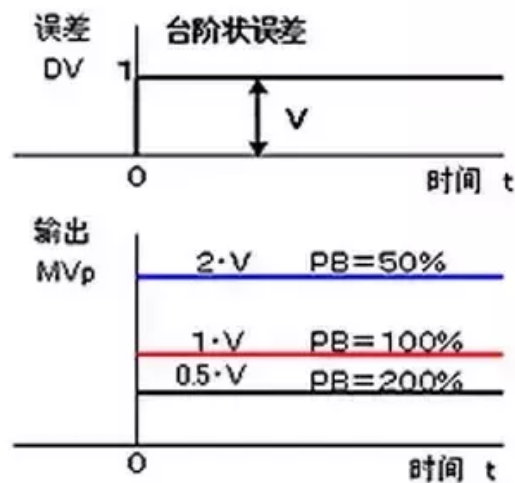 误差 台阶状误差
DV 1
V
0
时间 t
输出
MVp
2·V PB=50%
1·V PB=100%
0.5·V PB=200%
0
时间 t